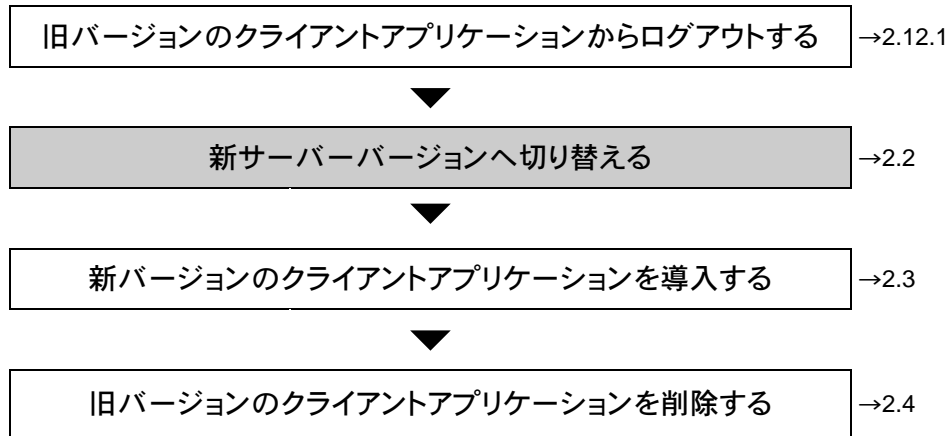 旧バージョンのクライアントアプリケーションからログアウトする →2.12.1
新サーバーバージョンへ切り替える →2.2
新バージョンのクライアントアプリケーションを導入する →2.3
旧バージョンのクライアントアプリケーションを削除する →2.4